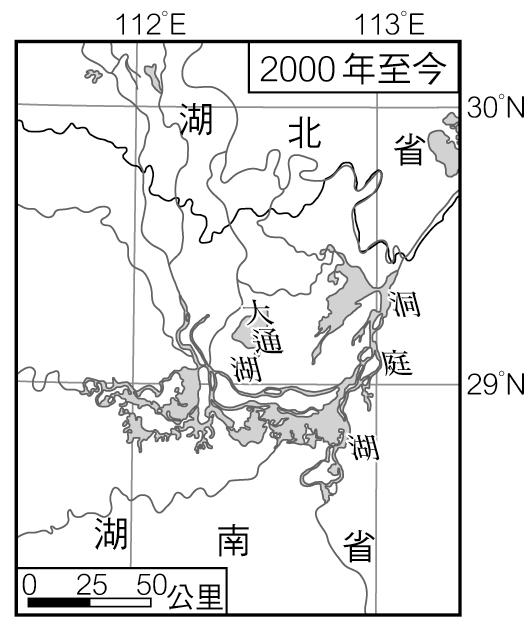 112°E 113°E
2000年至今
30°N
湖 北 省
洞 庭 湖
大通湖
29°N
湖 南 省
0 25 50公里